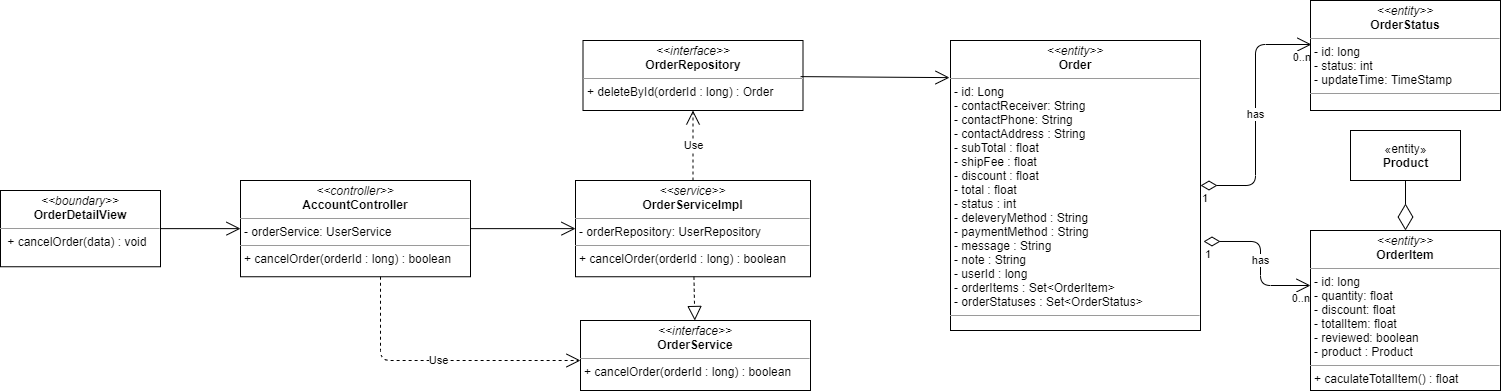 <<boundary>>
OrderDetailView
+ cancelOrder(data) : void
<<controller>>
AccountController
- orderService: UserService
+ cancelOrder(orderId : long) : boolean
<<interface>>
OrderRepository
+ deleteById(orderId : long) : Order
Use
<<service>>
OrderServiceImpl
- orderRepository: UserRepository
+ cancelOrder(orderId : long) : boolean
Use
<<interface>>
OrderService
+ cancelOrder(orderId : long) : boolean
<<entity>>
Order
- id: Long
- contactReceiver: String
- contactPhone: String
- contactAddress : String
- subTotal : float
- shipFee : float
- discount : float
- total : float
- status : int
- deleveryMethod : String
- paymentMethod : String
- message : String
- note : String
- userId : long
- orderItems : Set<OrderItem>
- orderStatuses : Set<OrderStatus>
1
has
0..n
1
has
0..n
<<entity>>
OrderStatus
- id: long
- status: int
- updateTime: TimeStamp
«entity»
Product
<<entity>>
OrderItem
- id: long
- quantity: float
- discount: float
- totalItem: float
- reviewed: boolean
- product : Product
+ caculateTotalItem() : float